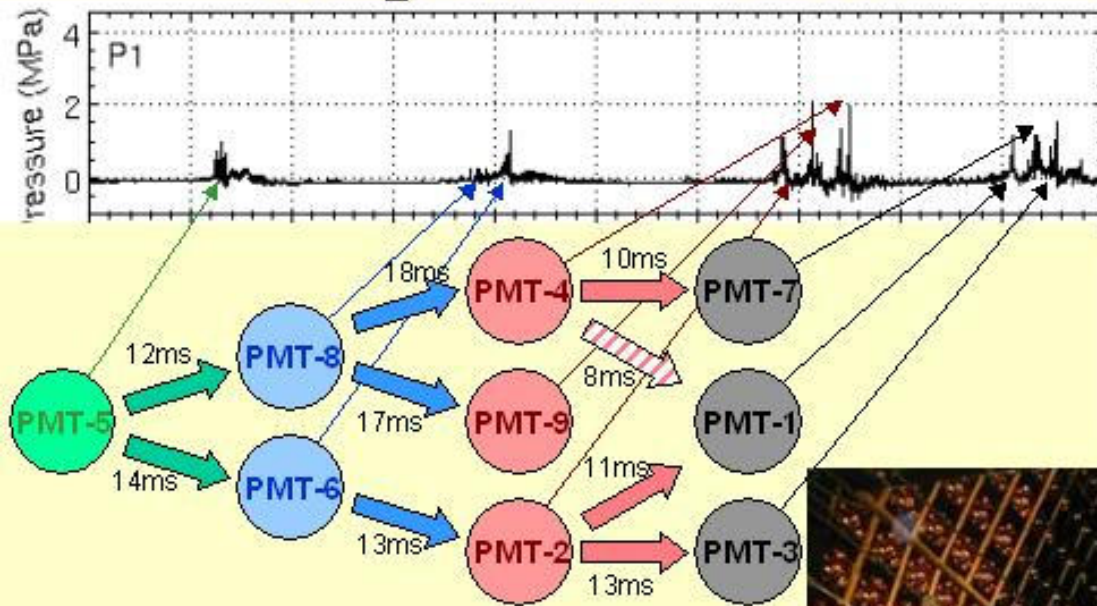 ressure (MPa)
4
2
0
P1
18ms
PMT-4
10ms
PMT-7
12ms
PMT-8
8ms
PMT-5
17ms
PMT-9
PMT-1
14ms
PMT-6
11ms
13ms
PMT-2
PMT-3
13ms